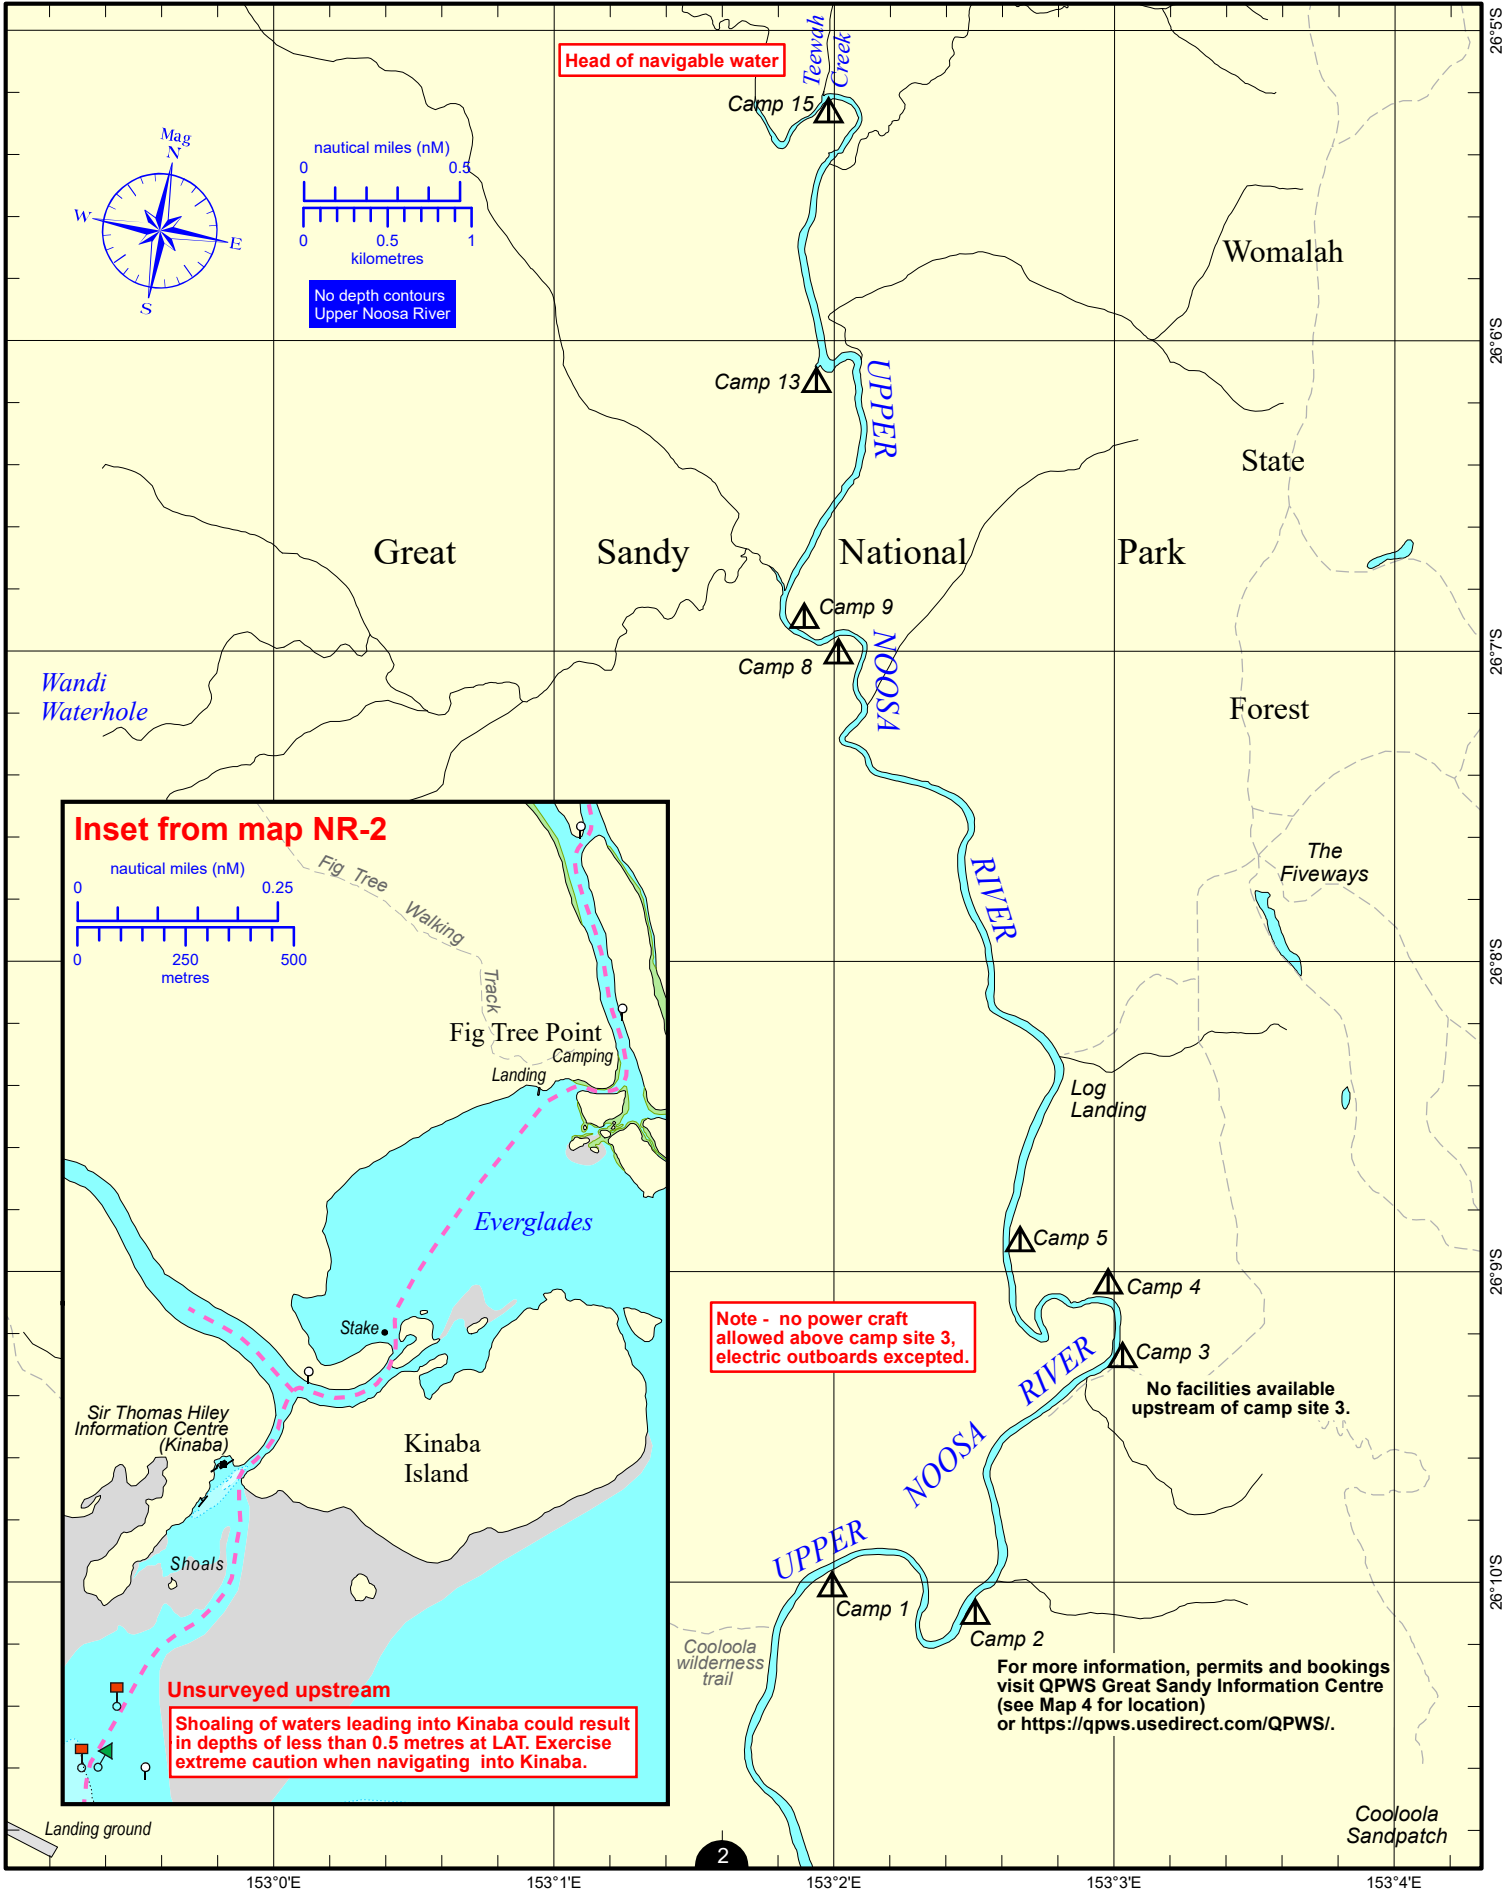 Teewah
Creek
Head of navigable water
Camp 15
Mag
N
W
E
S
nautical miles (nM)
0 0.5
0 0.5 1
kilometres
No depth contours
Upper Noosa River
Womalah
Camp 13
UPPER
State
Great Sandy National Park
Camp 9
Camp 8
NOOSA
Wandi
Waterhole
Forest
RIVER
The
Fiveways
Log
Landing
Camp 5
Camp 4
Camp 3
Note - no power craft
allowed above camp site 3,
electric outboards excepted.
No facilities available
upstream of camp site 3.
UPPER NOOSA RIVER
Camp 1
Camp 2
Cooloola
wilderness
trail
For more information, permits and bookings
visit QPWS Great Sandy Information Centre
(see Map 4 for location)
or https://qpws.usedirect.com/QPWS/.
Cooloola
Sandpatch
Inset from map NR-2
nautical miles (nM)
0 0.25
0 250 500
metres
Fig Tree Walking Track
Fig Tree Point
Camping
Landing
Everglades
Stake
Sir Thomas Hiley
Information Centre
(Kinaba)
Kinaba
Island
Shoals
Unsurveyed upstream
Shoaling of waters leading into Kinaba could result
in depths of less than 0.5 metres at LAT. Exercise
extreme caution when navigating into Kinaba.
Landing ground
2
153°0'E 153°1'E 153°2'E 153°3'E 153°4'E
26°5'S
26°6'S
26°7'S
26°8'S
26°9'S
26°10'S